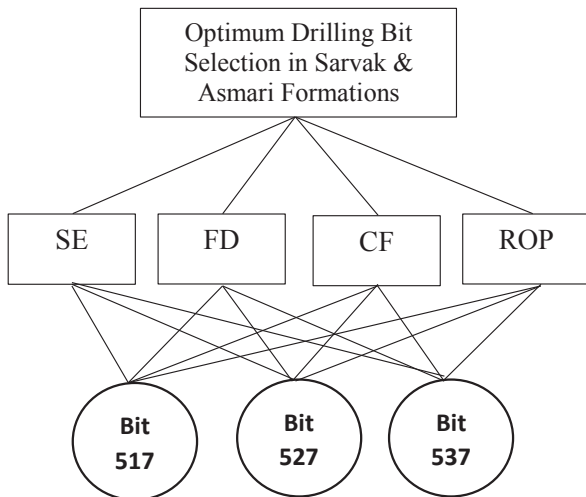 Optimum Drilling Bit
Selection in Sarvak &
Asmari Formations
SE
FD
CF
ROP
Bit
517
Bit
527
Bit
537